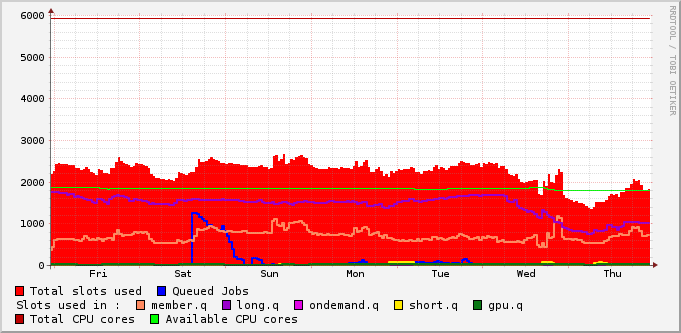 RRDTOOL / TOBI OETIKER
6000
5000
4000
3000
2000
1000
0
Fri Sat Sun Mon Tue Wed Thu
Total slots used Queued Jobs
Slots used in : member.q long.q ondemand.q short.q gpu.q
Total CPU cores Available CPU cores